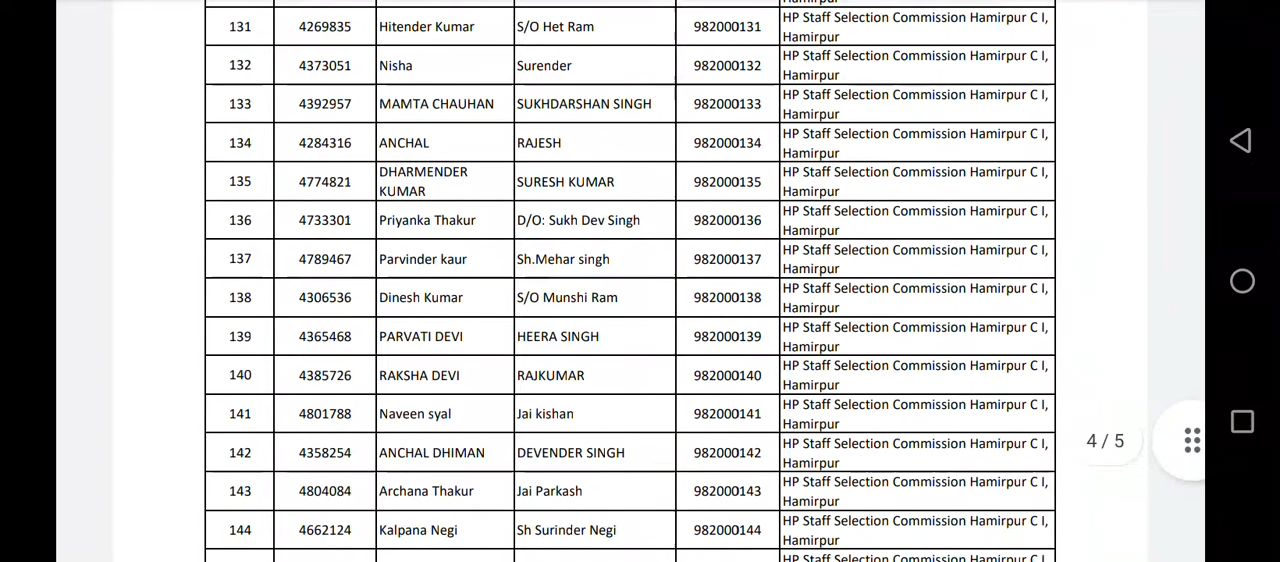 Hamirpur
131 4269835 Hitender Kumar S/O Het Ram 982000131 HP Staff Selection Commission Hamirpur C I,
Hamirpur
132 4373051 Nisha Surender 982000132 HP Staff Selection Commission Hamirpur C I,
Hamirpur
133 4392957 MAMTA CHAUHAN SUKHDARSHAN SINGH 982000133 HP Staff Selection Commission Hamirpur C I,
Hamirpur
134 4284316 ANCHAL RAJESH 982000134 HP Staff Selection Commission Hamirpur C I,
Hamirpur
135 4774821 DHARMENDER KUMAR SURESH KUMAR 982000135 HP Staff Selection Commission Hamirpur C I,
Hamirpur
136 4733301 Priyanka Thakur D/O: Sukh Dev Singh 982000136 HP Staff Selection Commission Hamirpur C I,
Hamirpur
137 4789467 Parvinder kaur Sh.Mehar singh 982000137 HP Staff Selection Commission Hamirpur C I,
Hamirpur
138 4306536 Dinesh Kumar S/O Munshi Ram 982000138 HP Staff Selection Commission Hamirpur C I,
Hamirpur
139 4365468 PARVATI DEVI HEERA SINGH 982000139 HP Staff Selection Commission Hamirpur C I,
Hamirpur
140 4385726 RAKSHA DEVI RAJKUMAR 982000140 HP Staff Selection Commission Hamirpur C I,
Hamirpur
141 4801788 Naveen syal Jai kishan 982000141 HP Staff Selection Commission Hamirpur C I,
Hamirpur
142 4358254 ANCHAL DHIMAN DEVENDER SINGH 982000142 HP Staff Selection Commission Hamirpur C I,
Hamirpur
4 / 5
143 4804084 Archana Thakur Jai Parkash 982000143 HP Staff Selection Commission Hamirpur C I,
Hamirpur
144 4662124 Kalpana Negi Sh Surinder Negi 982000144 HP Staff Selection Commission Hamirpur C I,
Hamirpur
HP Staff Selection Commission Hamirpur C I,